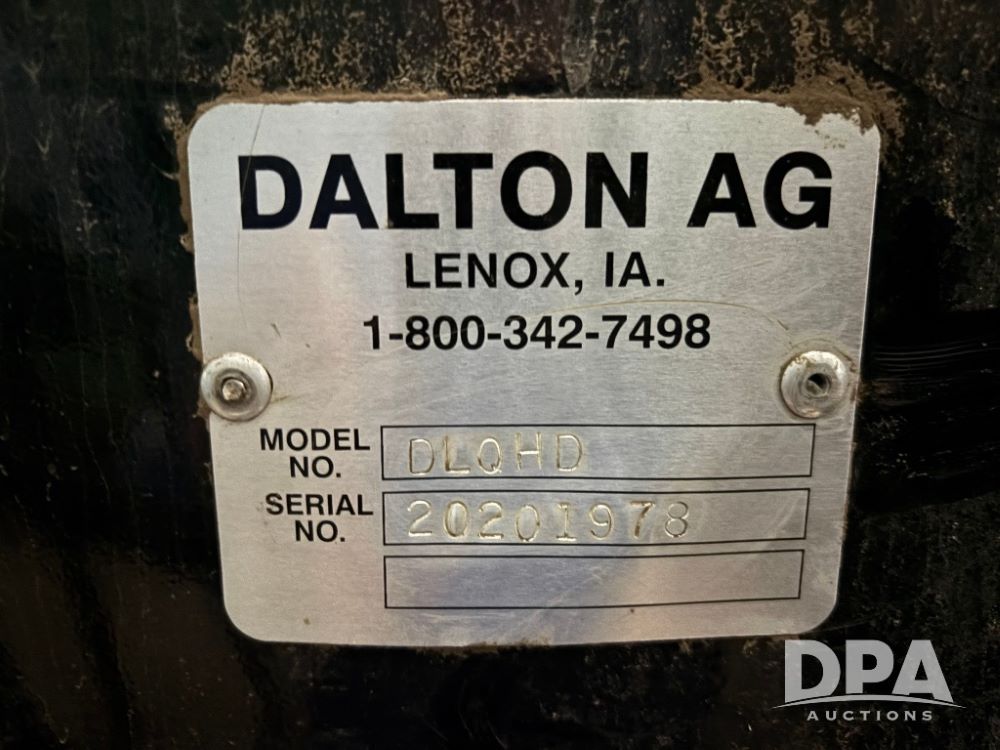 DALTON AG
LENOX, IA.
1-800-342-7498
MODEL NO. DLQHD
SERIAL NO. 20201978
DPA
AUCTIONS